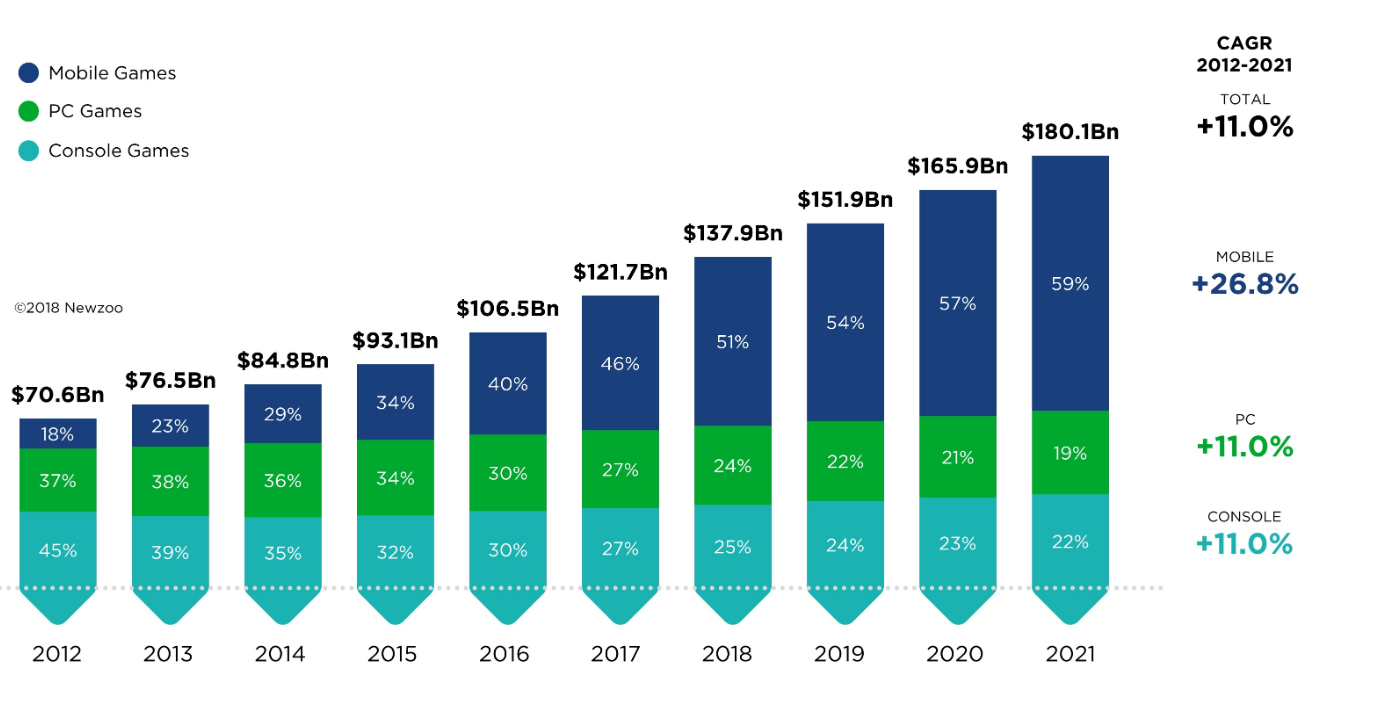 CAGR
2012-2021
Mobile Games
PC Games
Console Games
TOTAL
+11.0%
$70.6Bn
$76.5Bn
$84.8Bn
$93.1Bn
$106.5Bn
$121.7Bn
$137.9Bn
$151.9Bn
$165.9Bn
$180.1Bn
©2018 Newzoo
MOBILE
+26.8%
18% 23% 29% 34% 40% 46% 51% 54% 57% 59%
PC
+11.0%
37% 38% 36% 34% 30% 27% 24% 22% 21% 19%
CONSOLE
+11.0%
45% 39% 35% 32% 30% 27% 25% 24% 23% 22%
2012 2013 2014 2015 2016 2017 2018 2019 2020 2021